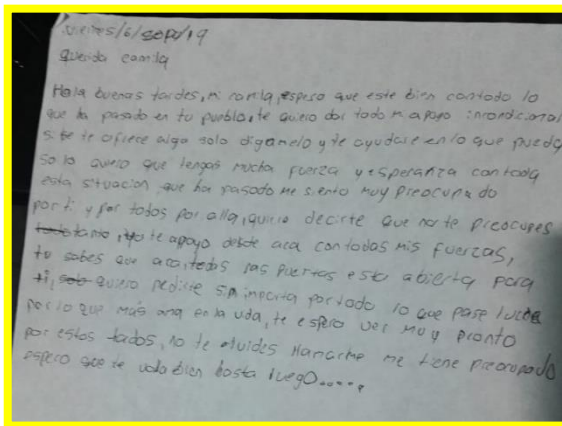 viernes/6/sept/19
querida camila
Hola buenas tardes, mi camila, espero que este bien con todo lo
que ha pasado en tu pueblo, te quiero dar todo mi apoyo incondicional
si se te ofrece algo solo digamelo y te ayudare en lo que pueda
solo quiero que tengas mucha fuerza y esperanza con toda
esta situacion que ha pasado me siento muy preocupado
por ti y por todos por alla, quiero decirte que no te preocupes
tanto, yo te apoyo desde aca con todas mis fuerzas,
tu sabes que aca, todas las puertas esta abierta para
ti, quiero pedirte sin importa por todo lo que pase lucha
por lo que más ama en la vida, te espero ver muy pronto
por estos lados, no te olvides llamarme me tiene preocupado
espero que te vaya bien hasta luego.....